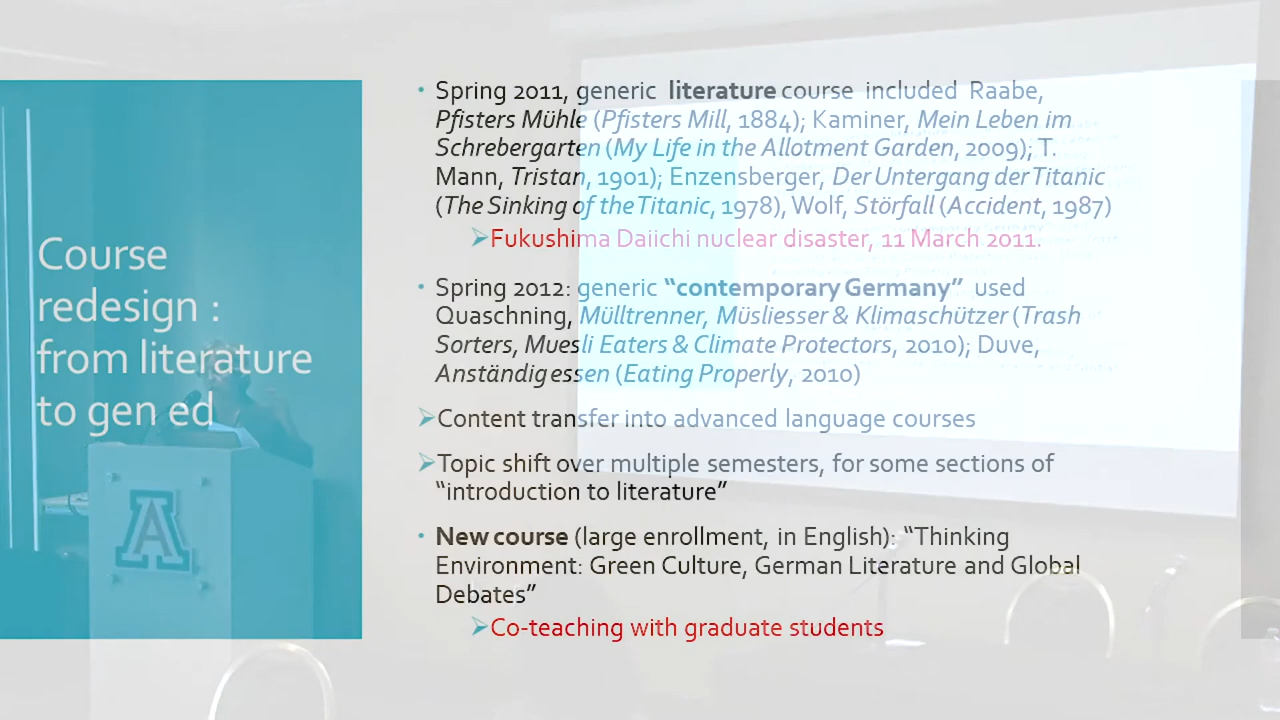 Course
redesign :
from literature
to gen ed
• Spring 2011, generic literature course included Raabe,
Pfisters Mühle (Pfisters Mill, 1884); Kaminer, Mein Leben im
Schrebergarten (My Life in the Allotment Garden, 2009); T.
Mann, Tristan, 1901); Enzensberger, Der Untergang der Titanic
(The Sinking of the Titanic, 1978), Wolf, Störfall (Accident, 1987)
➢Fukushima Daiichi nuclear disaster, 11 March 2011.
• Spring 2012: generic “contemporary Germany” used
Quaschning, Mülltrenner, Müsliesser & Klimaschützer (Trash
Sorters, Muesli Eaters & Climate Protectors, 2010); Duve,
Anständig essen (Eating Properly, 2010)
➢Content transfer into advanced language courses
➢Topic shift over multiple semesters, for some sections of
“introduction to literature”
• New course (large enrollment, in English): “Thinking
Environment: Green Culture, German Literature and Global
Debates”
➢Co-teaching with graduate students
A